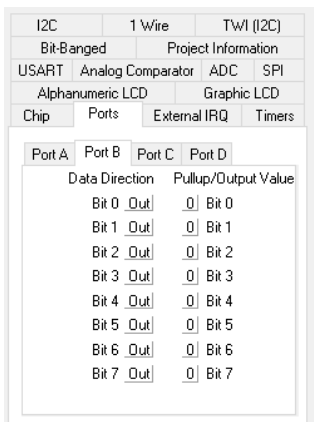 I2C 1 Wire TWI (I2C)
Bit-Banged Project Information
USART Analog Comparator ADC SPI
Alphanumeric LCD Graphic LCD
Chip Ports External IRQ Timers
Port A Port B Port C Port D
Data Direction Pullup/Output Value
Bit 0 Out 0 Bit 0
Bit 1 Out 0 Bit 1
Bit 2 Out 0 Bit 2
Bit 3 Out 0 Bit 3
Bit 4 Out 0 Bit 4
Bit 5 Out 0 Bit 5
Bit 6 Out 0 Bit 6
Bit 7 Out 0 Bit 7